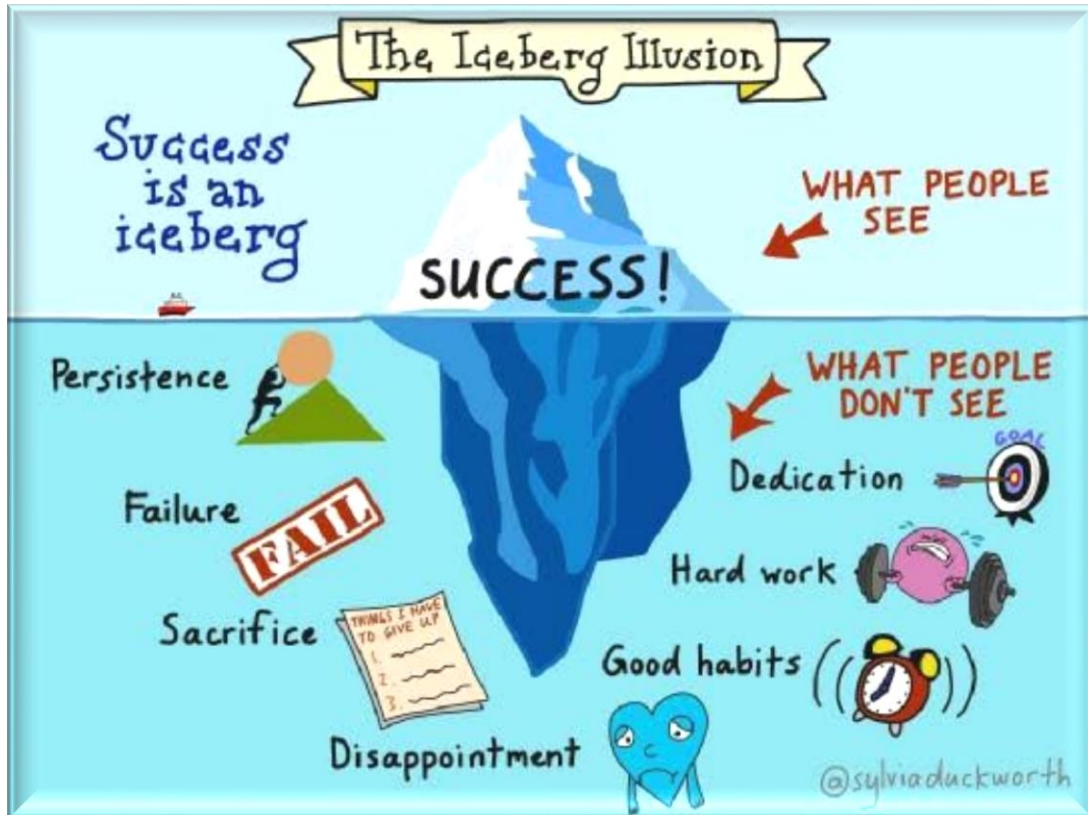 The Iceberg Illusion
Success
is an
iceberg
WHAT PEOPLE
SEE
SUCCESS!
Persistence
WHAT PEOPLE
DON'T SEE
GOAL
Dedication
Failure
FAIL
Hard work
Sacrifice
THINGS I HAVE
TO GIVE UP
1.
2.
3.
Good habits
Disappointment
@sylviaduckworth